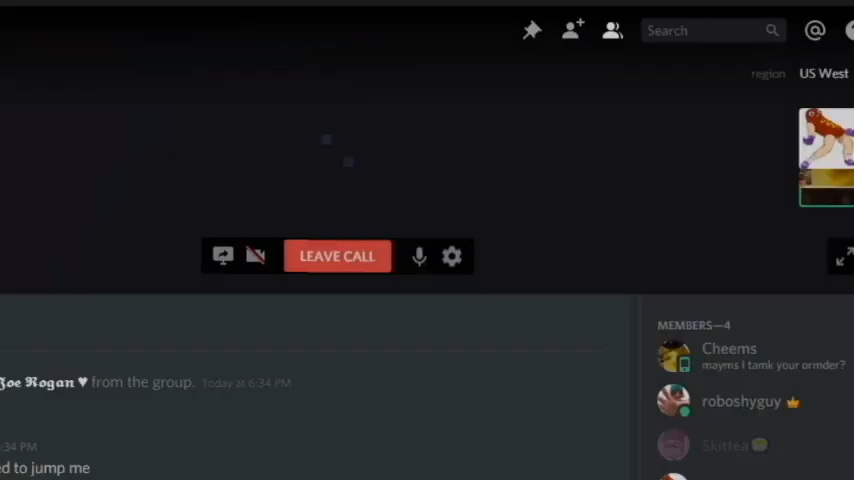 Search
region US West
LEAVE CALL
MEMBERS—4
Cheems
mayms i tamk your ormder?
𝕵𝖔𝖊 𝕽𝖔𝖌𝖆𝖓 ♥ from the group. Today at 6:34 PM
roboshyguy
Skittea
:34 PM
ed to jump me